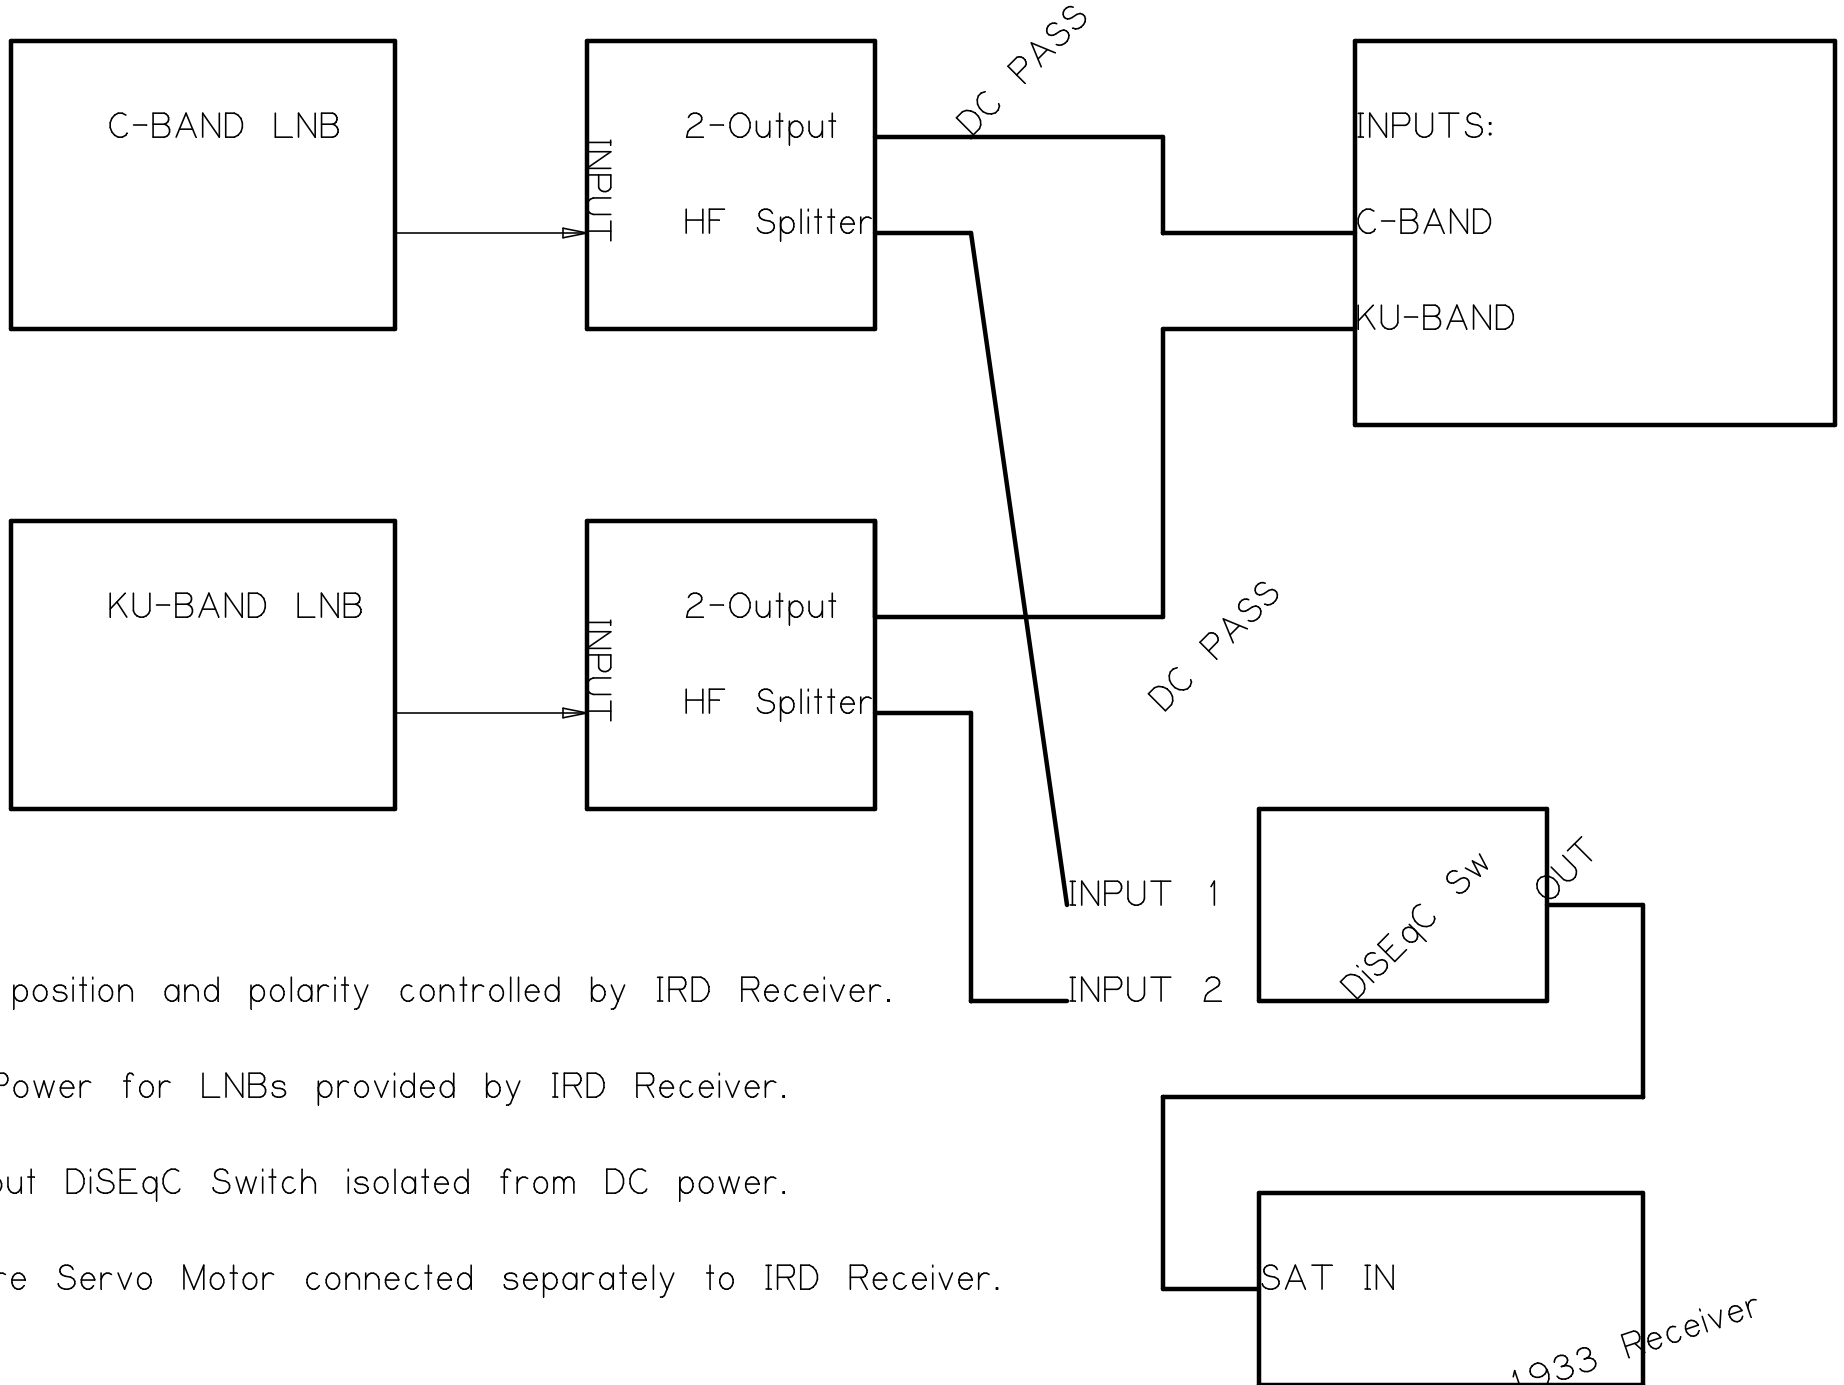 DC PASS
C-BAND LNB
INPUT
2-Output
HF Splitter
INPUTS:
C-BAND
KU-BAND
KU-BAND LNB
INPUT
2-Output
HF Splitter
DC PASS
INPUT 1
INPUT 2
DiSEqC Sw
OUT
position and polarity controlled by IRD Receiver.
Power for LNBs provided by IRD Receiver.
DiSEqC Switch isolated from DC power.
Servo Motor connected separately to IRD Receiver.
SAT IN
1933 Receiver